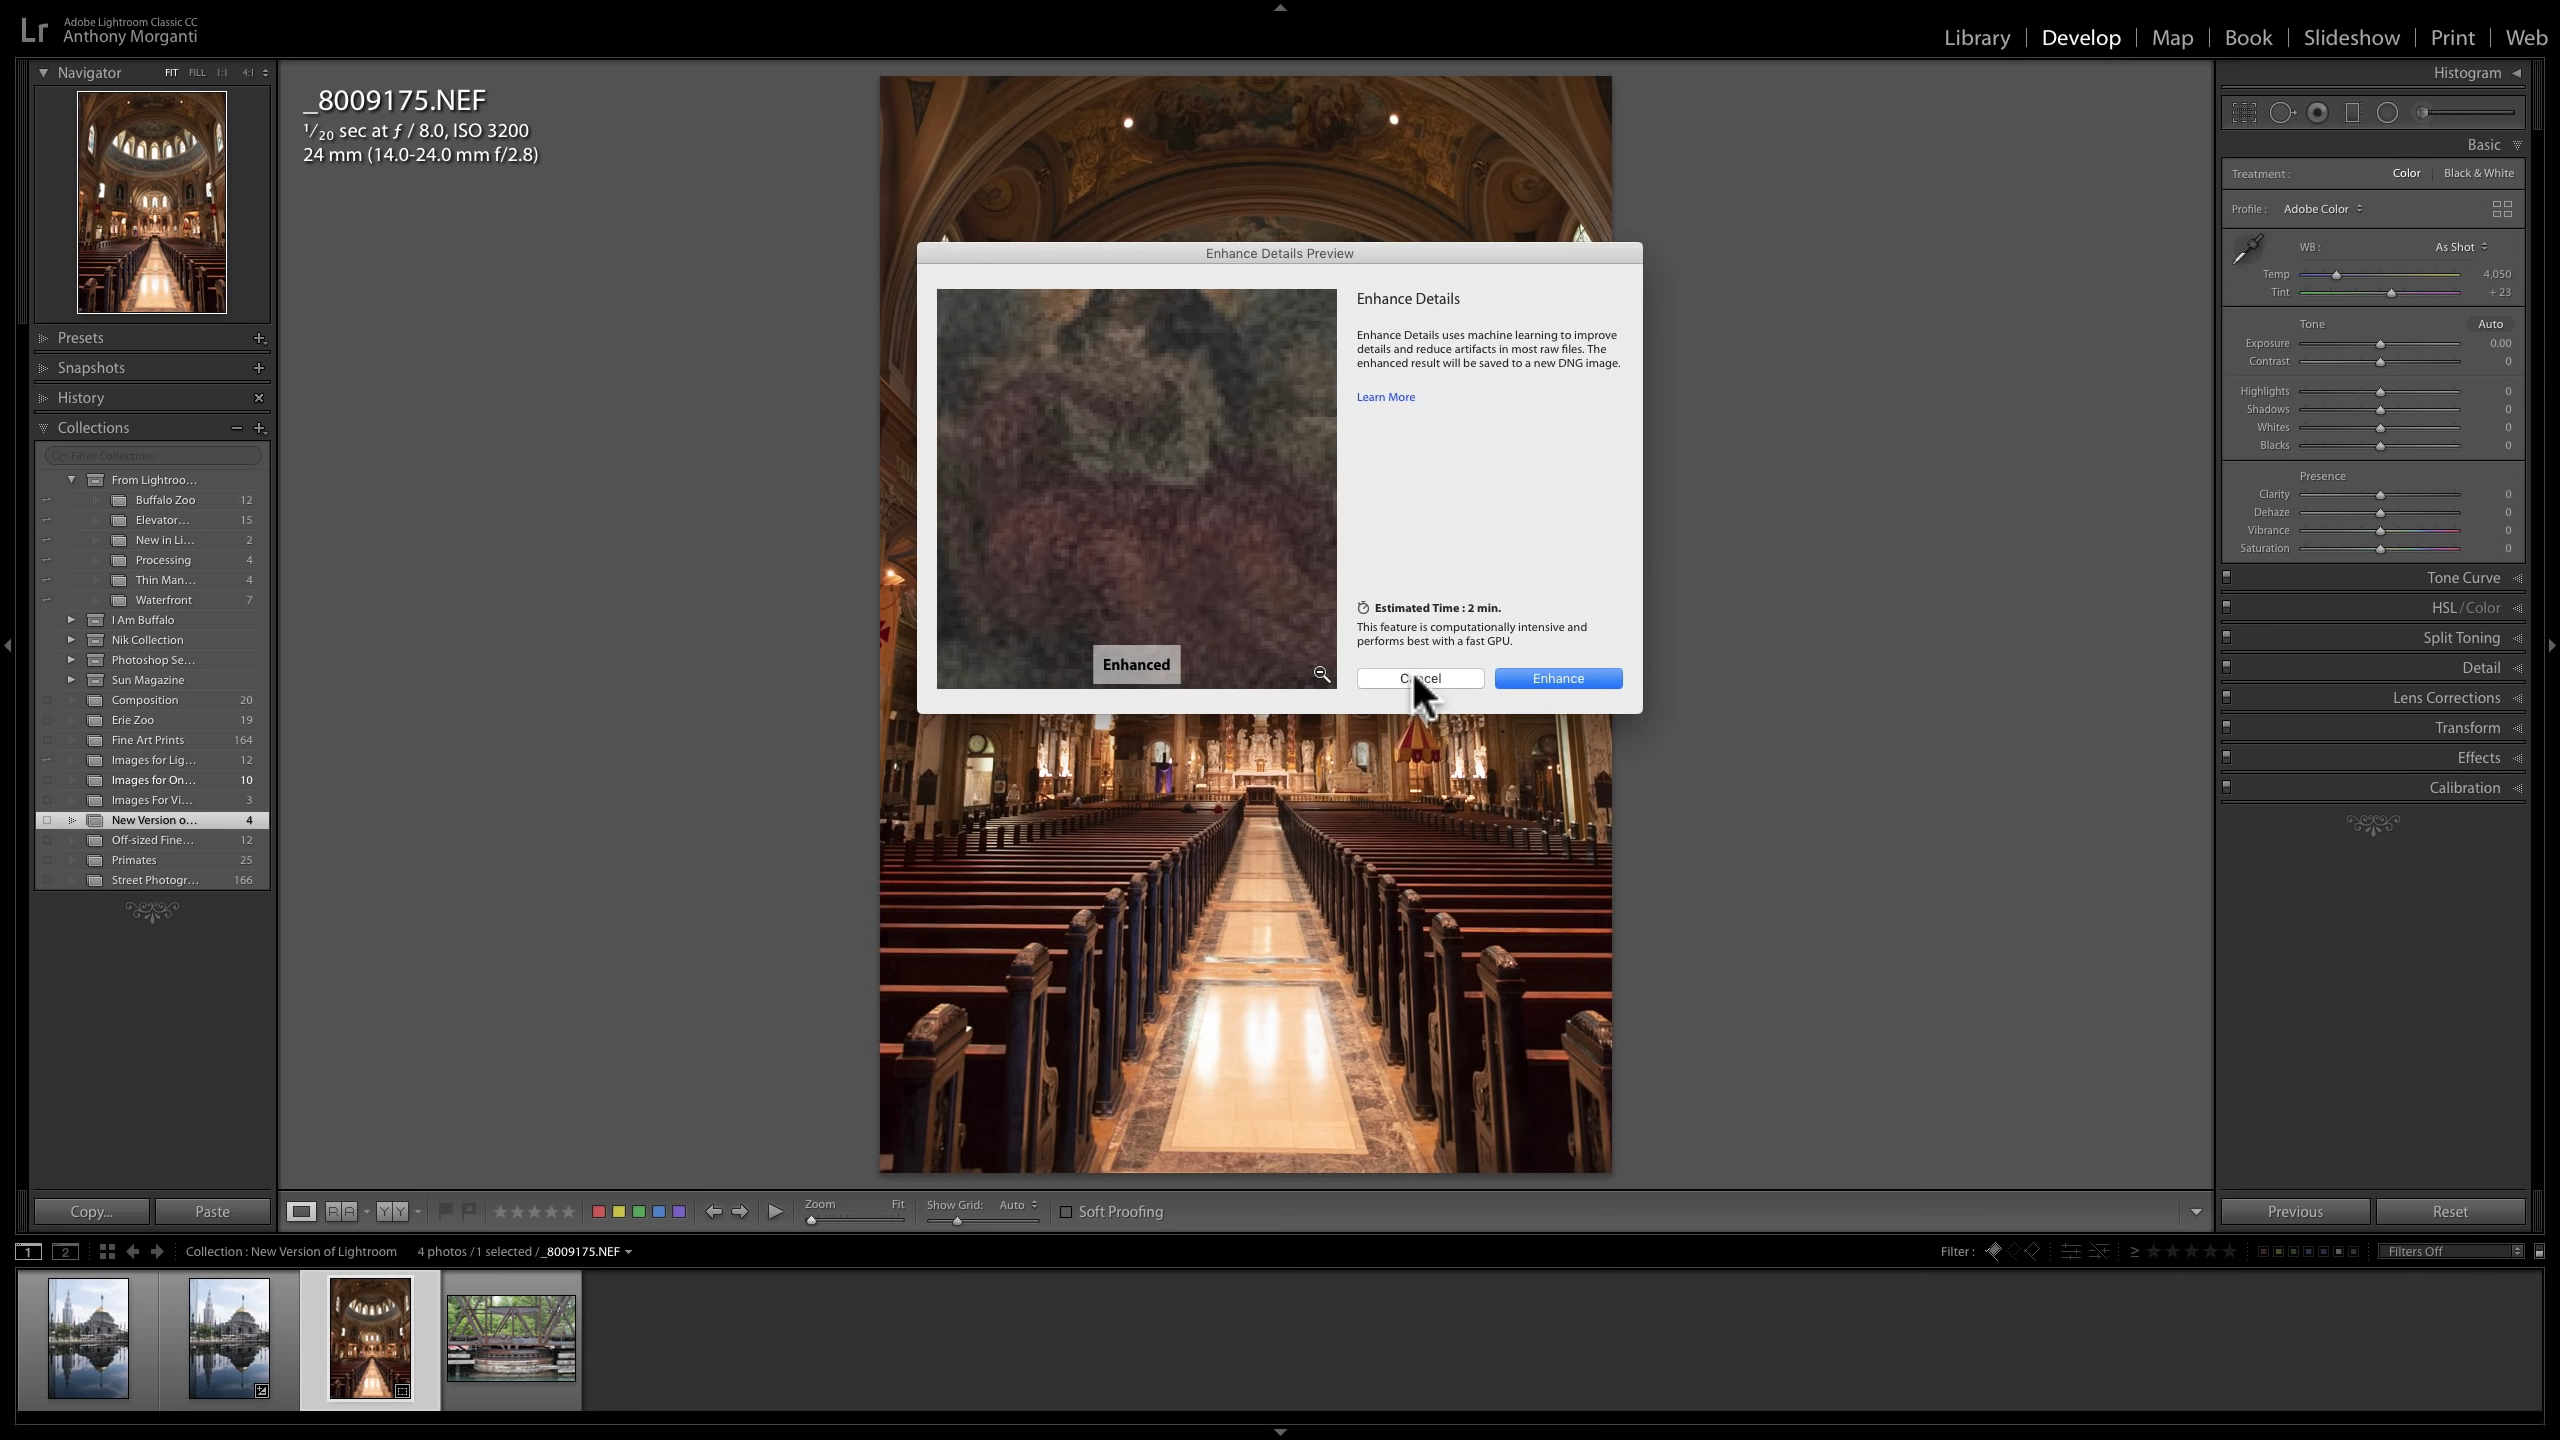 Lr
Adobe Lightroom Classic CC
Anthony Morganti
Library | Develop | Map | Book | Slideshow | Print | Web
Navigator FIT FILL 1:1 4:1
Presets
Snapshots
History
Collections
Filter Collections
From Lightroo...
Buffalo Zoo 12
Elevator... 15
New in Li... 2
Processing 4
Thin Man... 4
Waterfront 7
I Am Buffalo
Nik Collection
Photoshop Se...
Sun Magazine
Composition 20
Erie Zoo 19
Fine Art Prints 164
Images for Lig... 12
Images for On... 10
Images For Vi... 3
New Version o... 4
Off-sized Fine... 12
Primates 25
Street Photogr... 166
Copy... Paste
_8009175.NEF
1/20 sec at ƒ / 8.0, ISO 3200
24 mm (14.0-24.0 mm f/2.8)
Enhance Details Preview
Enhanced
Enhance Details
Enhance Details uses machine learning to improve
details and reduce artifacts in most raw files. The
enhanced result will be saved to a new DNG image.
Learn More
Estimated Time : 2 min.
This feature is computationally intensive and
performs best with a fast GPU.
Cancel Enhance
Histogram
Basic
Treatment : Color | Black & White
Profile : Adobe Color
WB : As Shot
Temp 4,050
Tint + 23
Tone Auto
Exposure 0.00
Contrast 0
Highlights 0
Shadows 0
Whites 0
Blacks 0
Presence
Clarity 0
Dehaze 0
Vibrance 0
Saturation 0
Tone Curve
HSL / Color
Split Toning
Detail
Lens Corrections
Transform
Effects
Calibration
Previous Reset
R A Y Y Zoom Fit Show Grid: Auto Soft Proofing
1 2 Collection : New Version of Lightroom 4 photos / 1 selected / _8009175.NEF
Filter : ≥ Filters Off